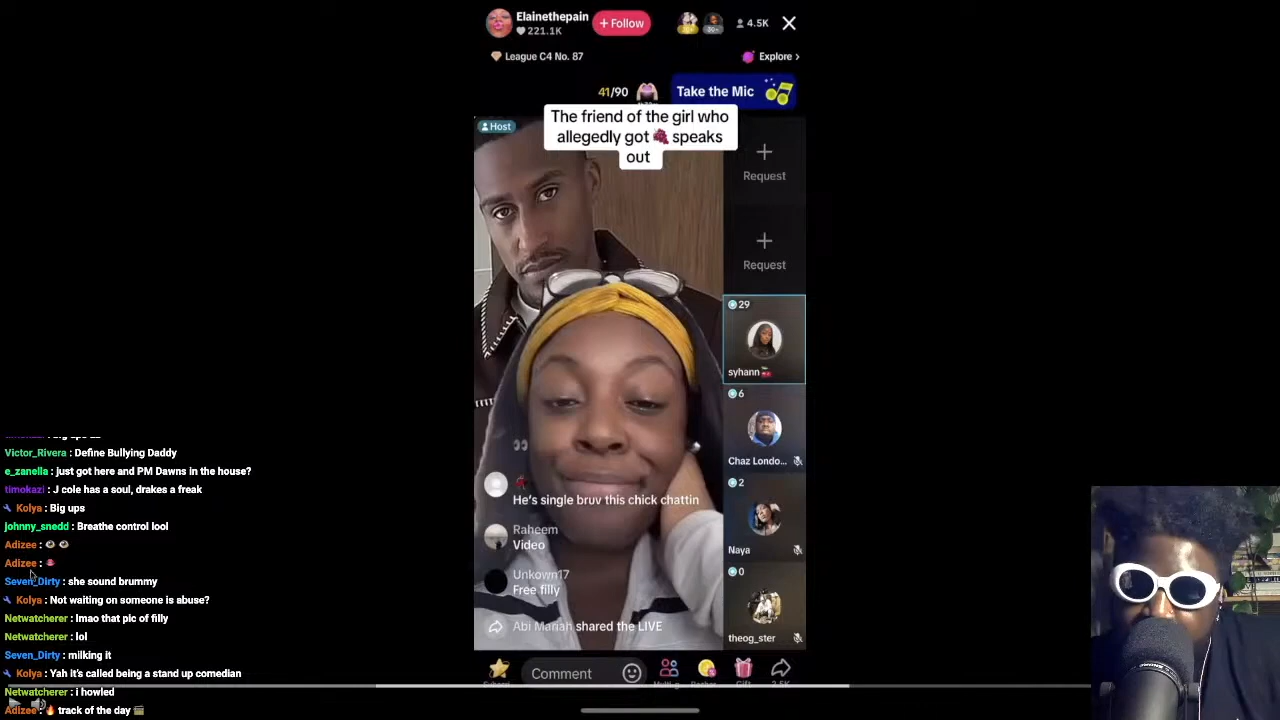 Elainethepain
221.1K
+ Follow
30+
4.5K
League C4 No. 87
Explore >
41/90
Take the Mic
The friend of the girl who
allegedly got 🍇 speaks
out
Host
Request
Request
29
syhann🍒
6
Chaz Londo...
2
Naya
0
theog_ster
He's single bruv this chick chattin
Raheem
Video
Unkown17
Free filly
Abi Mariah shared the LIVE
Comment
Victor_Rivera : Define Bullying Daddy
e_zanella : just got here and PM Dawns in the house?
timokazi : J cole has a soul, drakes a freak
Kolya : Big ups
johnny_snedd : Breathe control lool
Adizee : 👁 👁
Adizee :
Seven_Dirty : she sound brummy
Kolya : Not waiting on someone is abuse?
Netwatcherer : lmao that pic of filly
Netwatcherer : lol
Seven_Dirty : milking it
Kolya : Yah It's called being a stand up comedian
Netwatcherer : i howled
Adizee : 🔥 track of the day